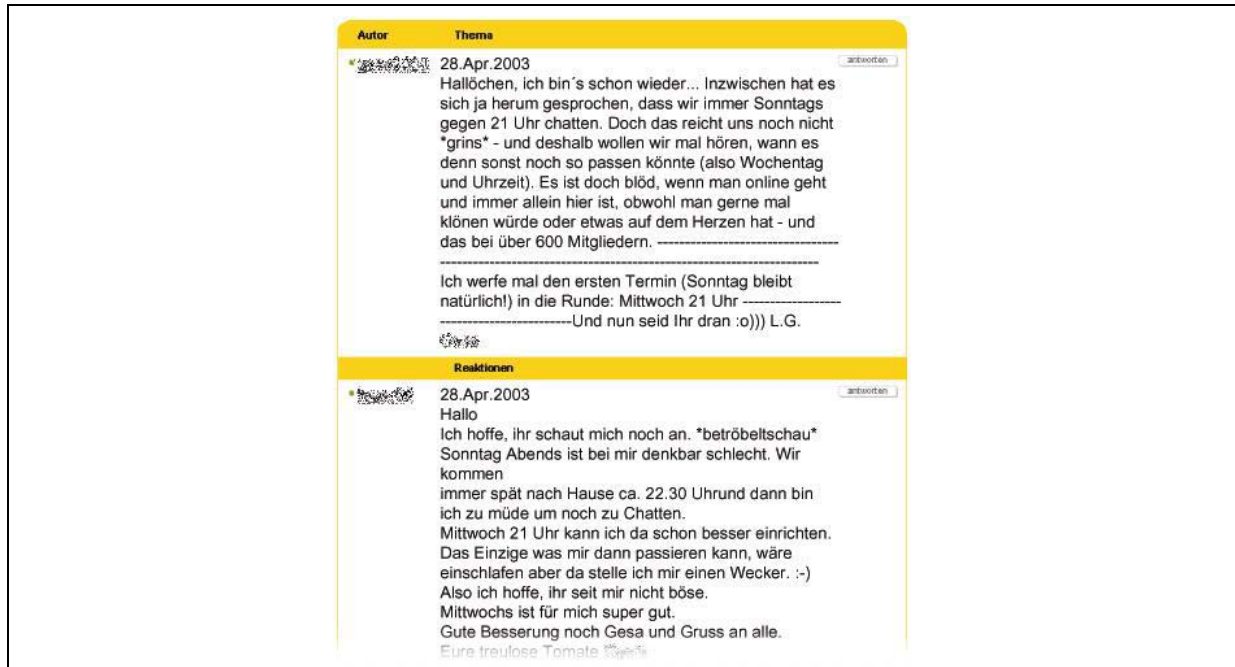 Autor Thema
28.Apr.2003 antworten
Hallöchen, ich bin´s schon wieder... Inzwischen hat es
sich ja herum gesprochen, dass wir immer Sonntags
gegen 21 Uhr chatten. Doch das reicht uns noch nicht
*grins* - und deshalb wollen wir mal hören, wann es
denn sonst noch so passen könnte (also Wochentag
und Uhrzeit). Es ist doch blöd, wenn man online geht
und immer allein hier ist, obwohl man gerne mal
klönen würde oder etwas auf dem Herzen hat - und
das bei über 600 Mitgliedern. ---------------------------------
---------------------------------------------------------------------
Ich werfe mal den ersten Termin (Sonntag bleibt
natürlich!) in die Runde: Mittwoch 21 Uhr ------------------
------------------------Und nun seid Ihr dran :o))) L.G.
Reaktionen
28.Apr.2003 antworten
Hallo
Ich hoffe, ihr schaut mich noch an. *betröbeltschau*
Sonntag Abends ist bei mir denkbar schlecht. Wir
kommen
immer spät nach Hause ca. 22.30 Uhrund dann bin
ich zu müde um noch zu Chatten.
Mittwoch 21 Uhr kann ich da schon besser einrichten.
Das Einzige was mir dann passieren kann, wäre
einschlafen aber da stelle ich mir einen Wecker. :-)
Also ich hoffe, ihr seit mir nicht böse.
Mittwochs ist für mich super gut.
Gute Besserung noch Gesa und Gruss an alle.
Eure treulose Tomate